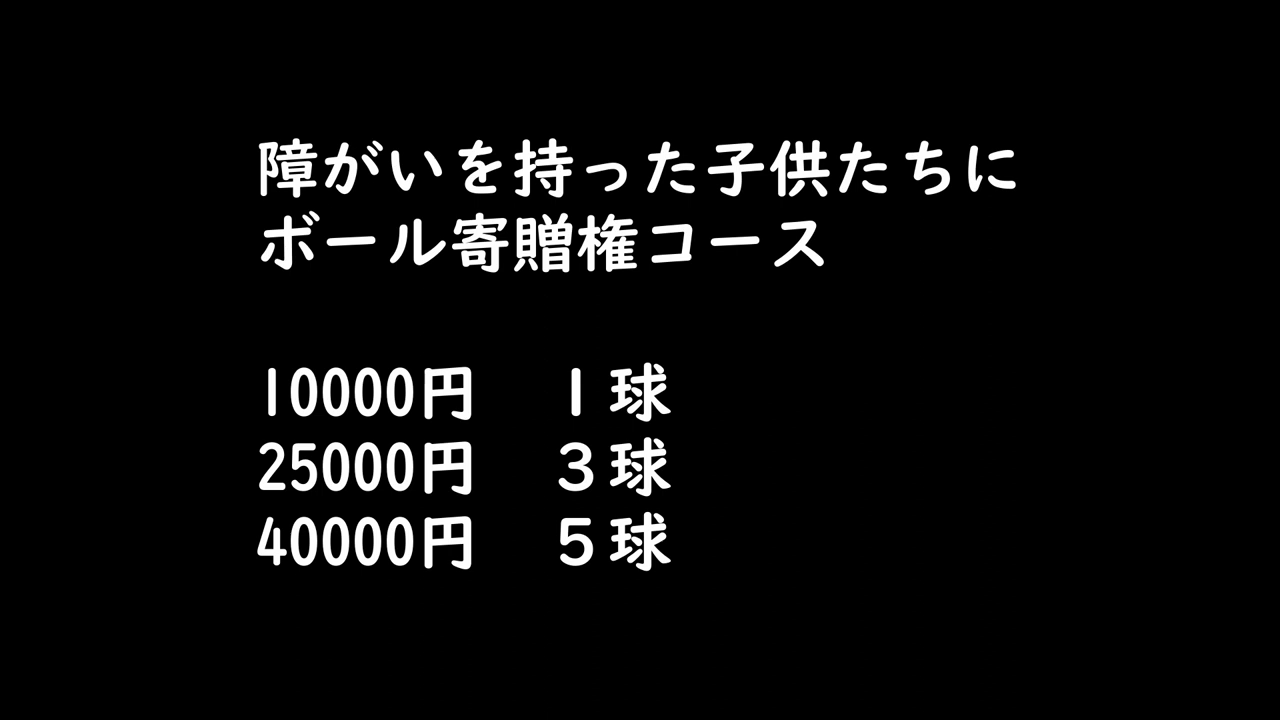 障がいを持った子供たちに
ボール寄贈権コース
10000円　１球
25000円　３球
40000円　５球